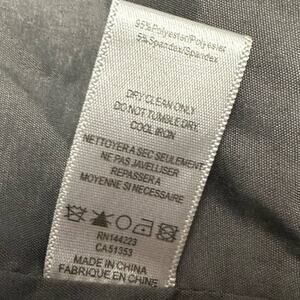 95%Polyester/Polyester
5%Spandex/Spandex
DRY CLEAN ONLY
DO NOT TUMBLE DRY
COOL IRON
NETTOYER A SEC SEULEMENT
NE PAS JAVELLISER
REPASSER A
MOYENNE SI NECESSAIRE
RN144223
CA51353
MADE IN CHINA
FABRIQUE EN CHINE